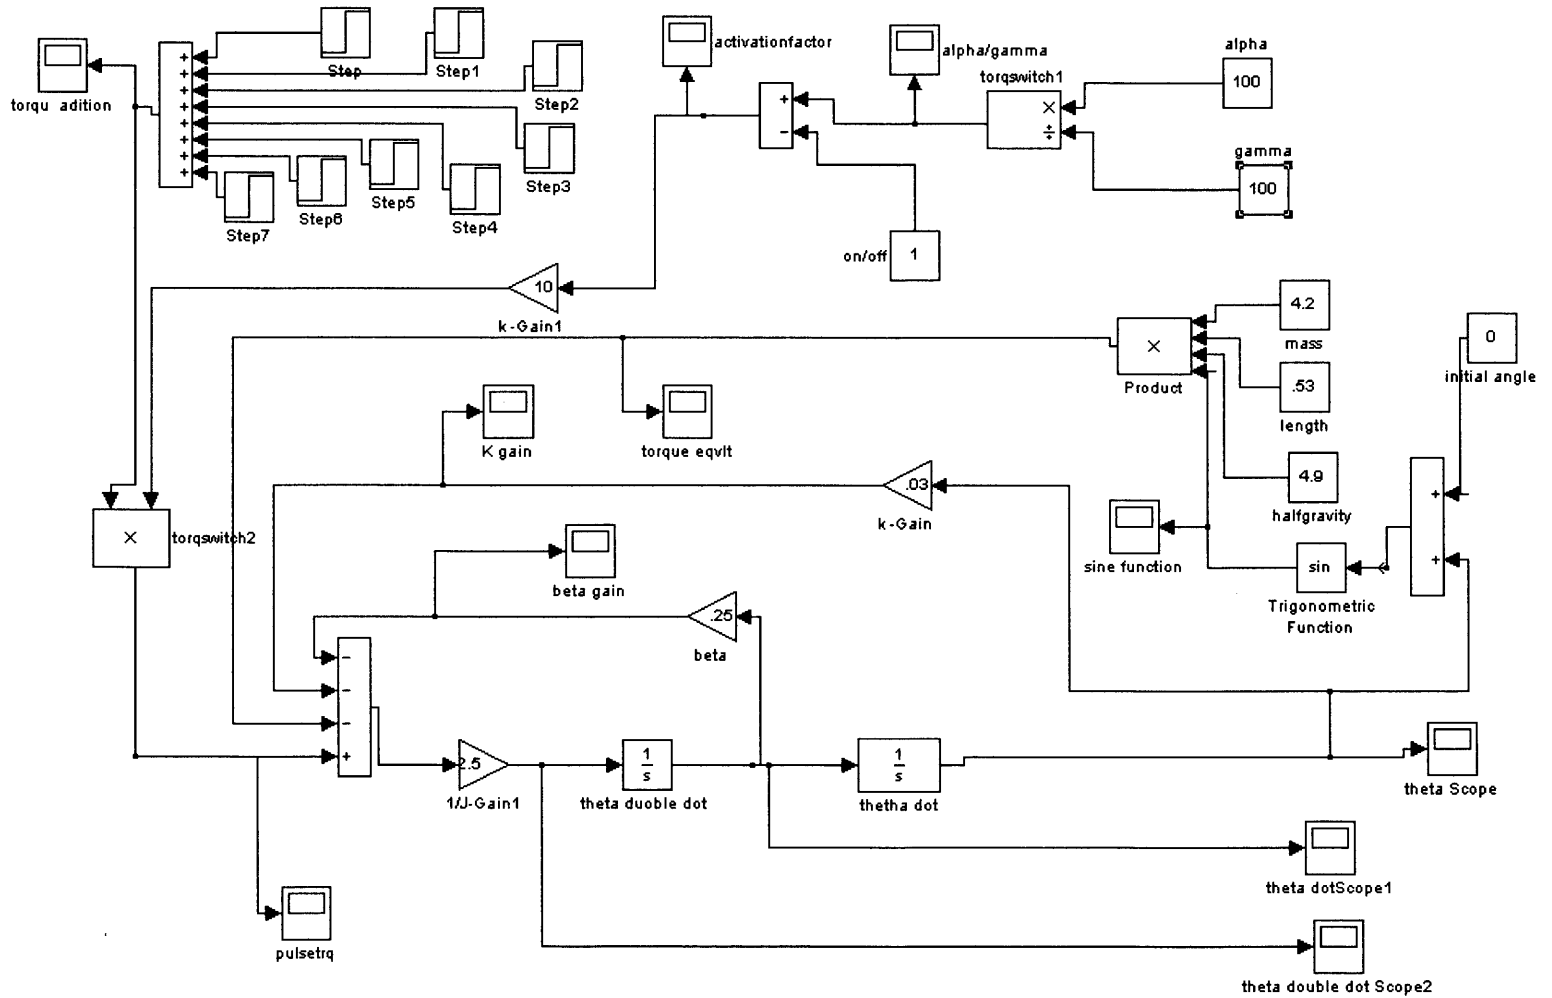 torqu adition
+
+
+
+
+
+
+
+
Step
Step1
Step2
Step3
Step4
Step5
Step6
Step7
activationfactor
+
−
alpha/gamma
torqswitch1
×
÷
alpha
100
gamma
100
on/off
1
10
k-Gain1
×
Product
4.2
mass
.53
length
4.9
halfgravity
0
initial angle
K gain
torque eqvlt
.03
k-Gain
×
torqswitch2
beta gain
.25
beta
sine function
sin
Trigonometric
Function
+
+
−
−
−
+
2.5
1/J-Gain1
1
s
theta duoble dot
1
s
thetha dot
theta Scope
theta dotScope1
pulsetrq
theta double dot Scope2